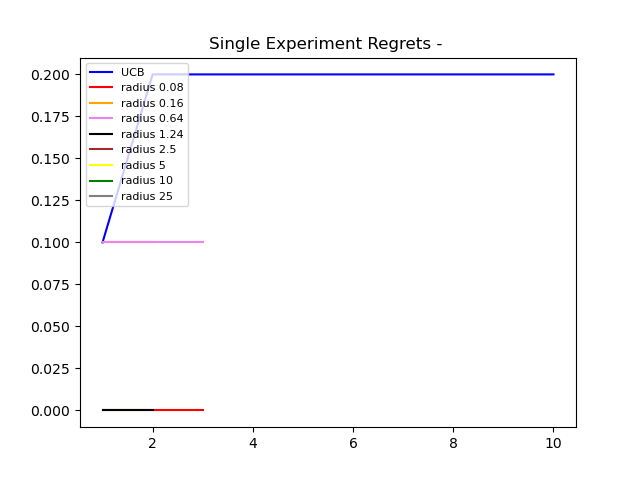 Single Experiment Regrets -
0.200
0.175
0.150
0.125
0.100
0.075
0.050
0.025
0.000
UCB
radius 0.08
radius 0.16
radius 0.64
radius 1.24
radius 2.5
radius 5
radius 10
radius 25
2 4 6 8 10